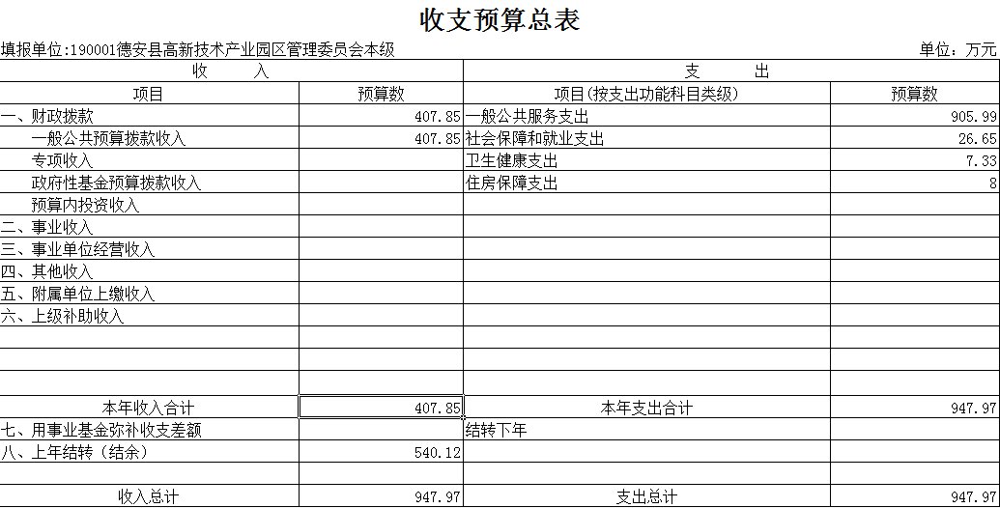 收支预算总表
填报单位:190001德安县高新技术产业园区管理委员会本级 单位：万元
收 入 支 出
项目 预算数 项目(按支出功能科目类级) 预算数
一、财政拨款 407.85 一般公共服务支出 905.99
一般公共预算拨款收入 407.85 社会保障和就业支出 26.65
专项收入 卫生健康支出 7.33
政府性基金预算拨款收入 住房保障支出 8
预算内投资收入
二、事业收入
三、事业单位经营收入
四、其他收入
五、附属单位上缴收入
六、上级补助收入
本年收入合计 407.85 本年支出合计 947.97
七、用事业基金弥补收支差额 结转下年
八、上年结转（结余） 540.12
收入总计 947.97 支出总计 947.97